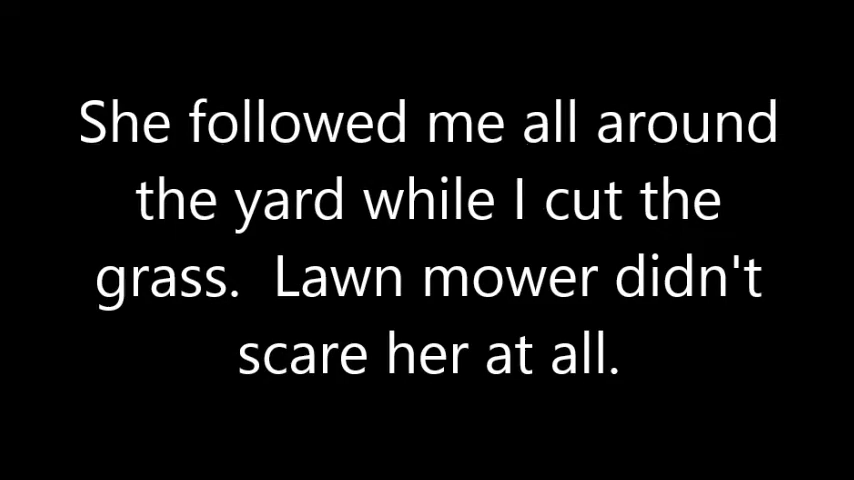 She followed me all around
the yard while I cut the
grass.  Lawn mower didn't
scare her at all.